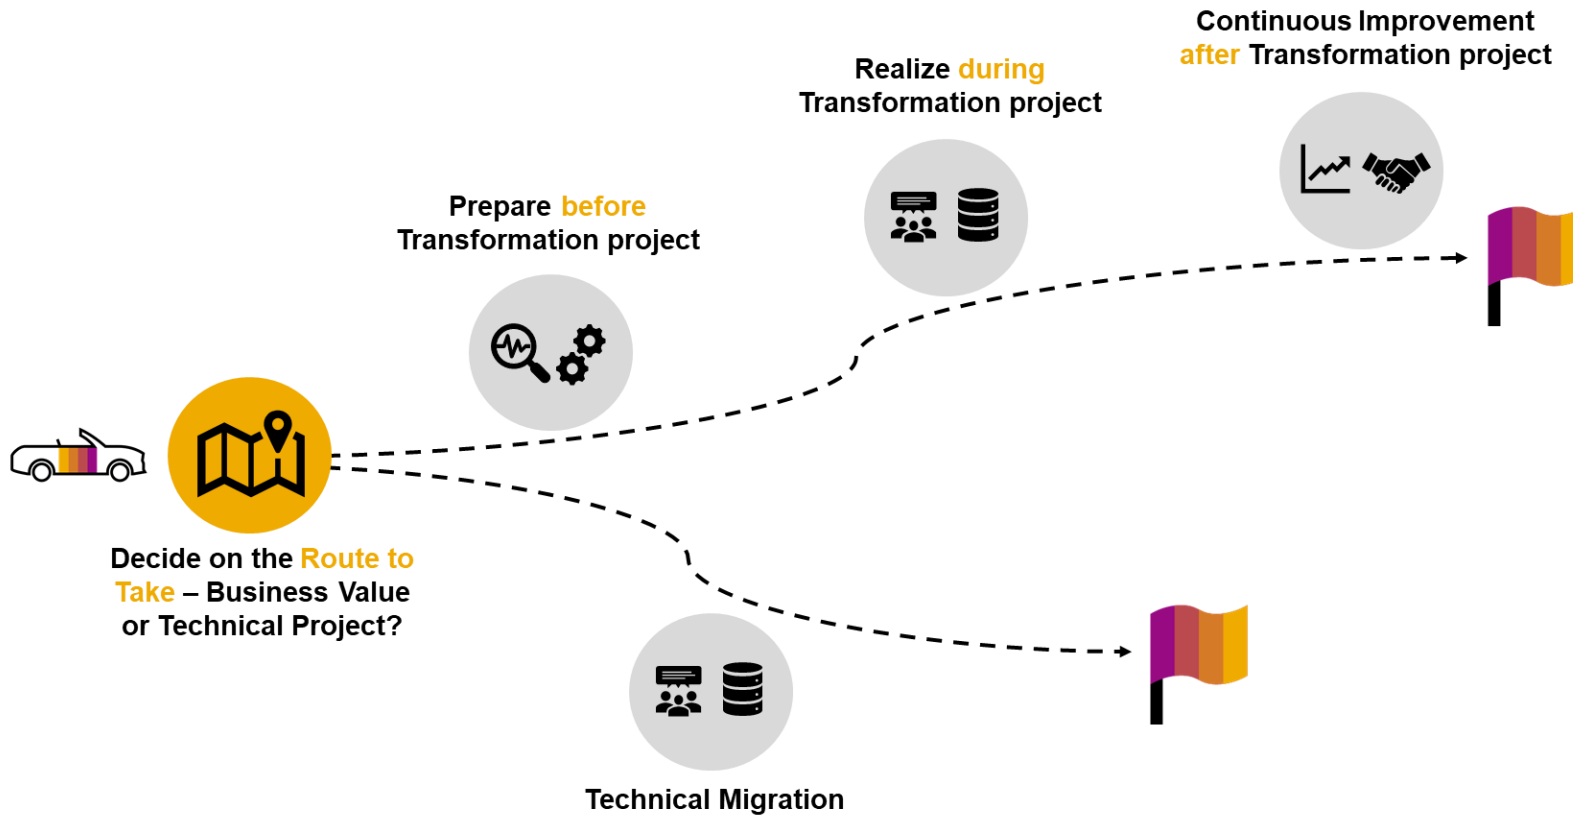 Continuous Improvement
after Transformation project
Realize during
Transformation project
Prepare before
Transformation project
Decide on the Route to
Take – Business Value
or Technical Project?
Technical Migration